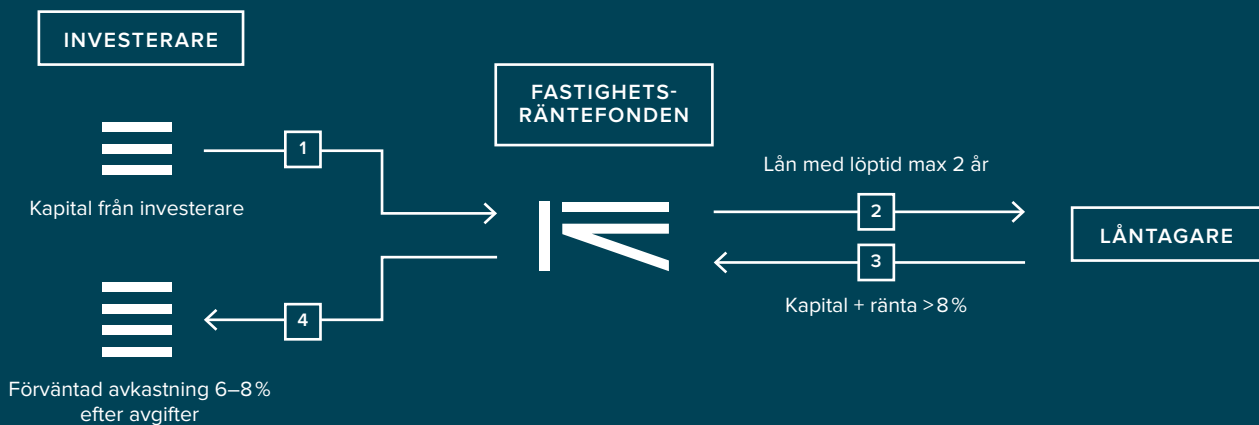 INVESTERARE
FASTIGHETS-
RÄNTEFONDEN
1
Kapital från investerare
Lån med löptid max 2 år
2
LÅNTAGARE
3
Kapital + ränta >8 %
4
Förväntad avkastning 6–8 %
efter avgifter